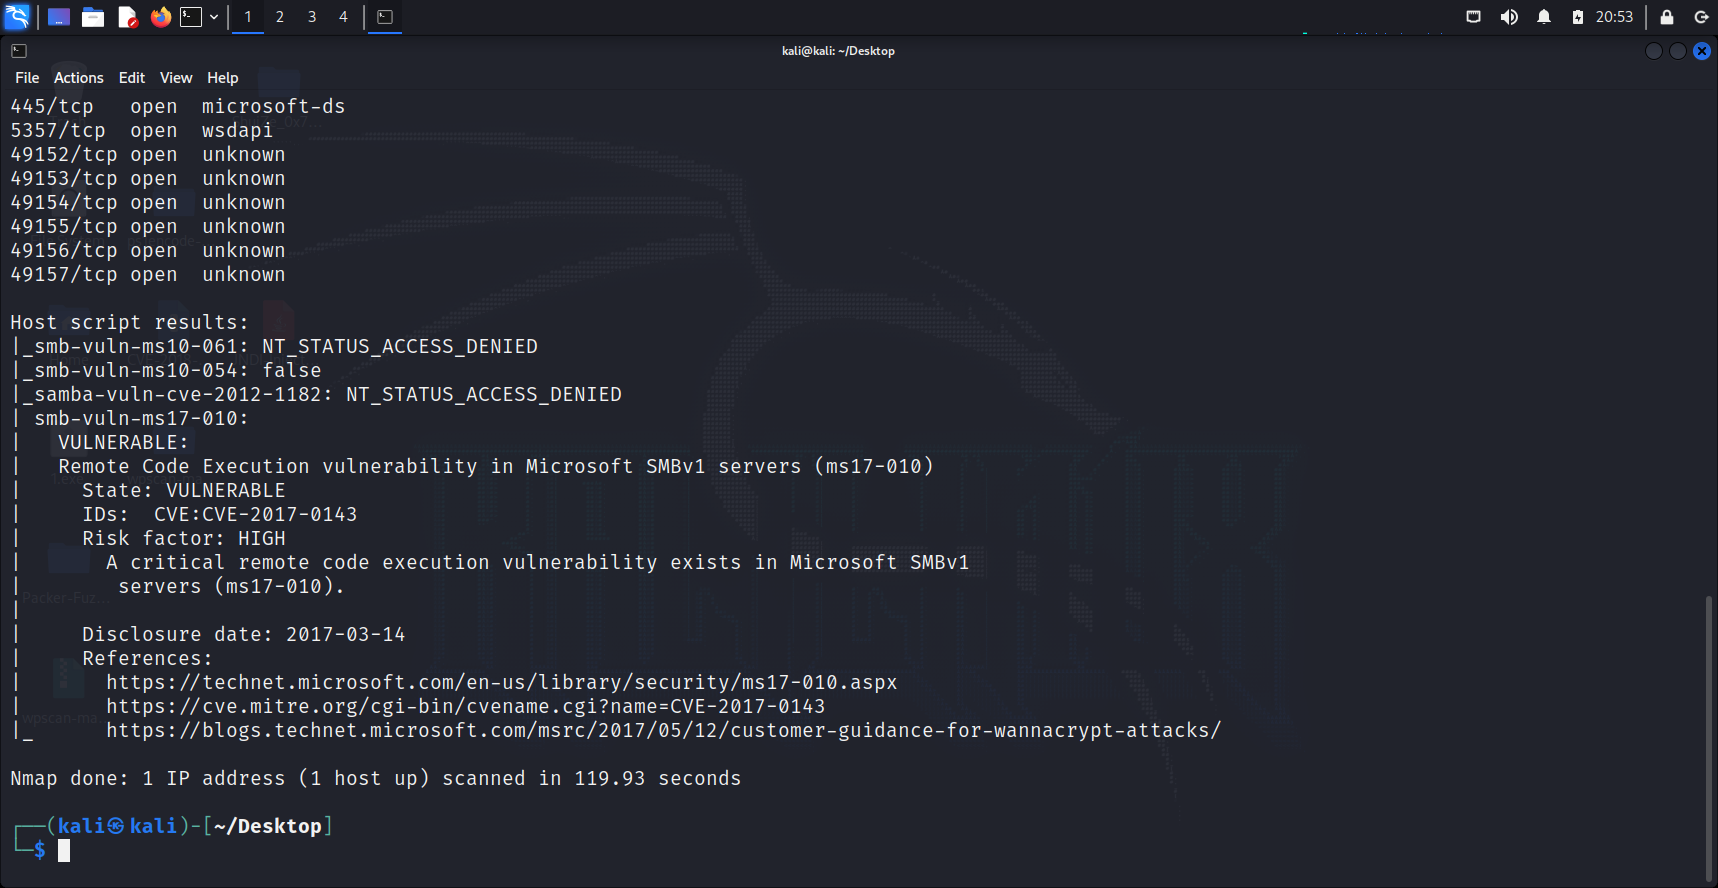 1 2 3 4 20:53
kali@kali: ~/Desktop
File Actions Edit View Help
445/tcp open microsoft-ds
5357/tcp open wsdapi
49152/tcp open unknown
49153/tcp open unknown
49154/tcp open unknown
49155/tcp open unknown
49156/tcp open unknown
49157/tcp open unknown
Host script results:
|_smb-vuln-ms10-061: NT_STATUS_ACCESS_DENIED
|_smb-vuln-ms10-054: false
|_samba-vuln-cve-2012-1182: NT_STATUS_ACCESS_DENIED
| smb-vuln-ms17-010:
|   VULNERABLE:
|   Remote Code Execution vulnerability in Microsoft SMBv1 servers (ms17-010)
|     State: VULNERABLE
|     IDs:  CVE:CVE-2017-0143
|     Risk factor: HIGH
|       A critical remote code execution vulnerability exists in Microsoft SMBv1
|        servers (ms17-010).
|
|     Disclosure date: 2017-03-14
|     References:
|       https://technet.microsoft.com/en-us/library/security/ms17-010.aspx
|       https://cve.mitre.org/cgi-bin/cvename.cgi?name=CVE-2017-0143
|_      https://blogs.technet.microsoft.com/msrc/2017/05/12/customer-guidance-for-wannacrypt-attacks/
Nmap done: 1 IP address (1 host up) scanned in 119.93 seconds
┌──(kali㉿kali)-[~/Desktop]
└─$
Packer-Fuz...
wpscan-ma...